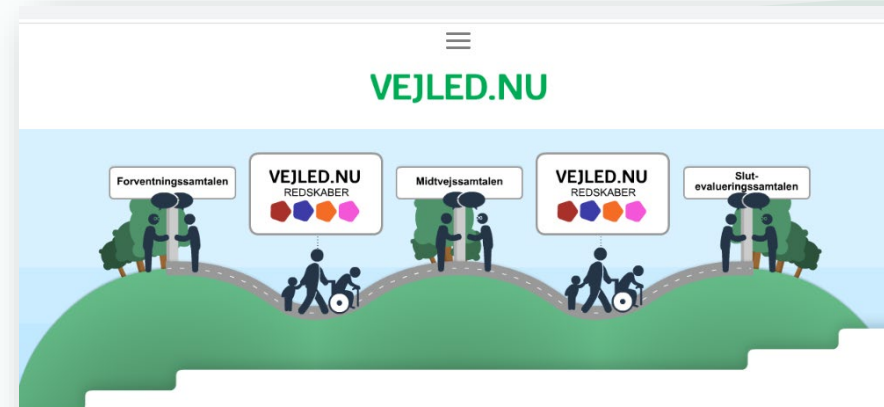 VEJLED.NU
Forventningssamtalen
VEJLED.NU
REDSKABER
Midtvejssamtalen
VEJLED.NU
REDSKABER
Slut-
evalueringssamtalen